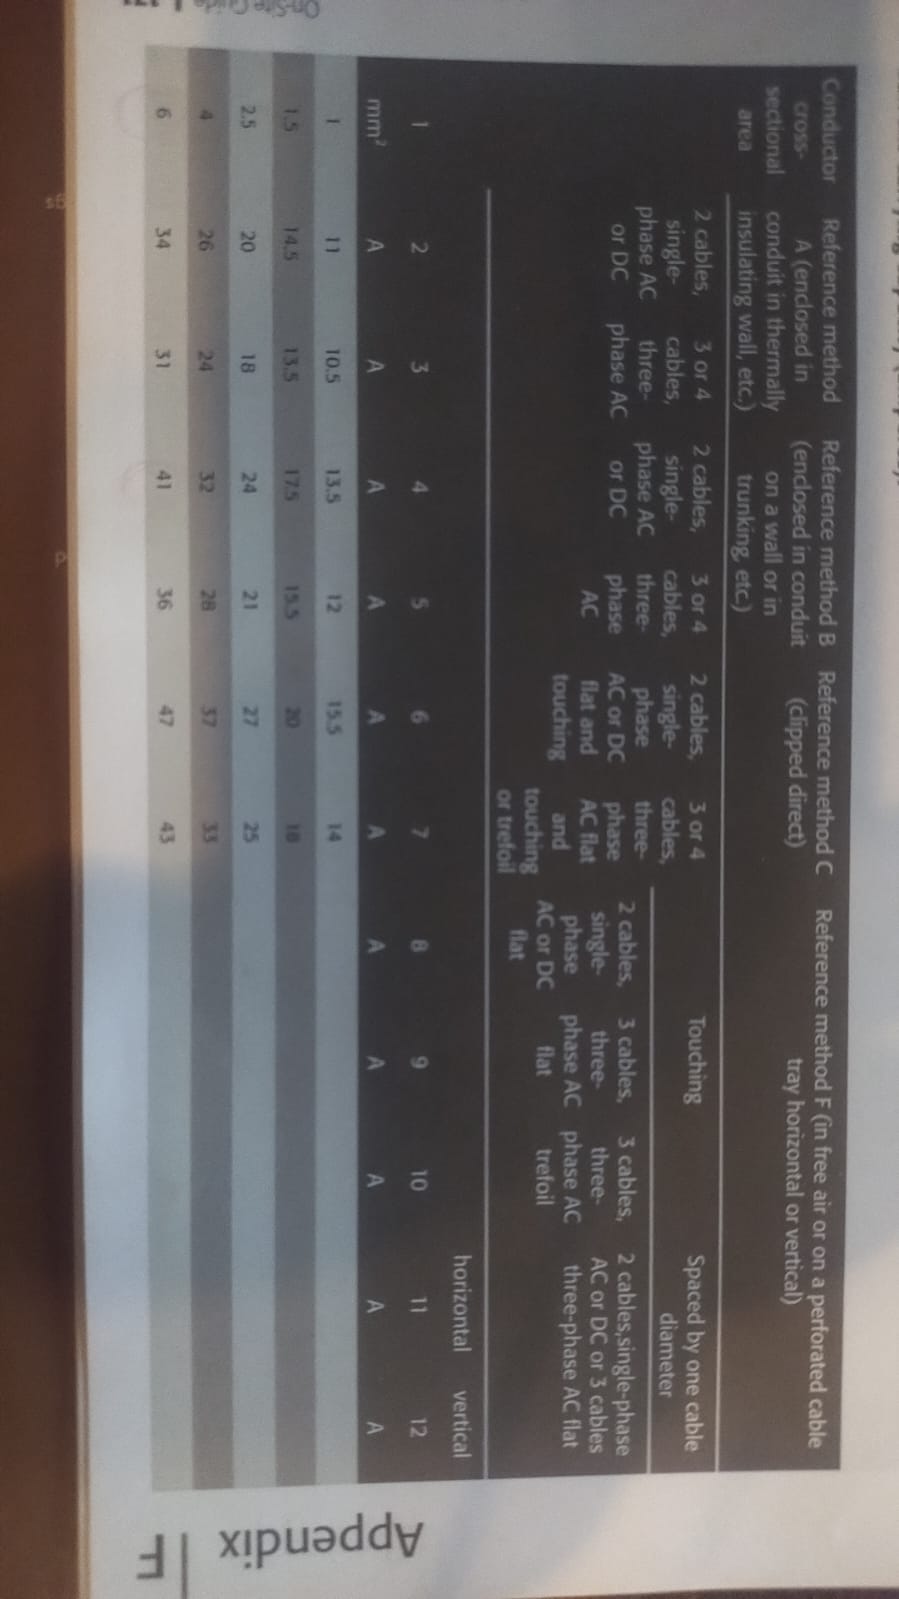 Appendix
F
Conductor cross-sectional area
Reference method A (enclosed in conduit in thermally insulating wall, etc.)
Reference method B (enclosed in conduit on a wall or in trunking, etc)
Reference method C (clipped direct)
Reference method F (in free air or on a perforated cable tray horizontal or vertical)
Touching
Spaced by one cable diameter
2 cables, single-phase AC or DC
3 or 4 cables, three-phase AC
2 cables, single-phase AC or DC
3 or 4 cables, three-phase AC
2 cables, single-phase AC or DC flat and touching
3 or 4 cables, three-phase AC flat and touching or trefoil
2 cables, single-phase AC or DC flat
3 cables, three-phase AC flat
3 cables, three-phase AC trefoil
2 cables,single-phase AC or DC or 3 cables three-phase AC flat
horizontal vertical
1 2 3 4 5 6 7 8 9 10 11 12
mm² A A A A A A A A A A A
1 11 10.5 13.5 12 15.5 14
1.5 14.5 13.5 17.5 15.5 20 18
2.5 20 18 24 21 27 25
4 26 24 32 28 37 33
6 34 31 41 36 47 43
On-Site Guide